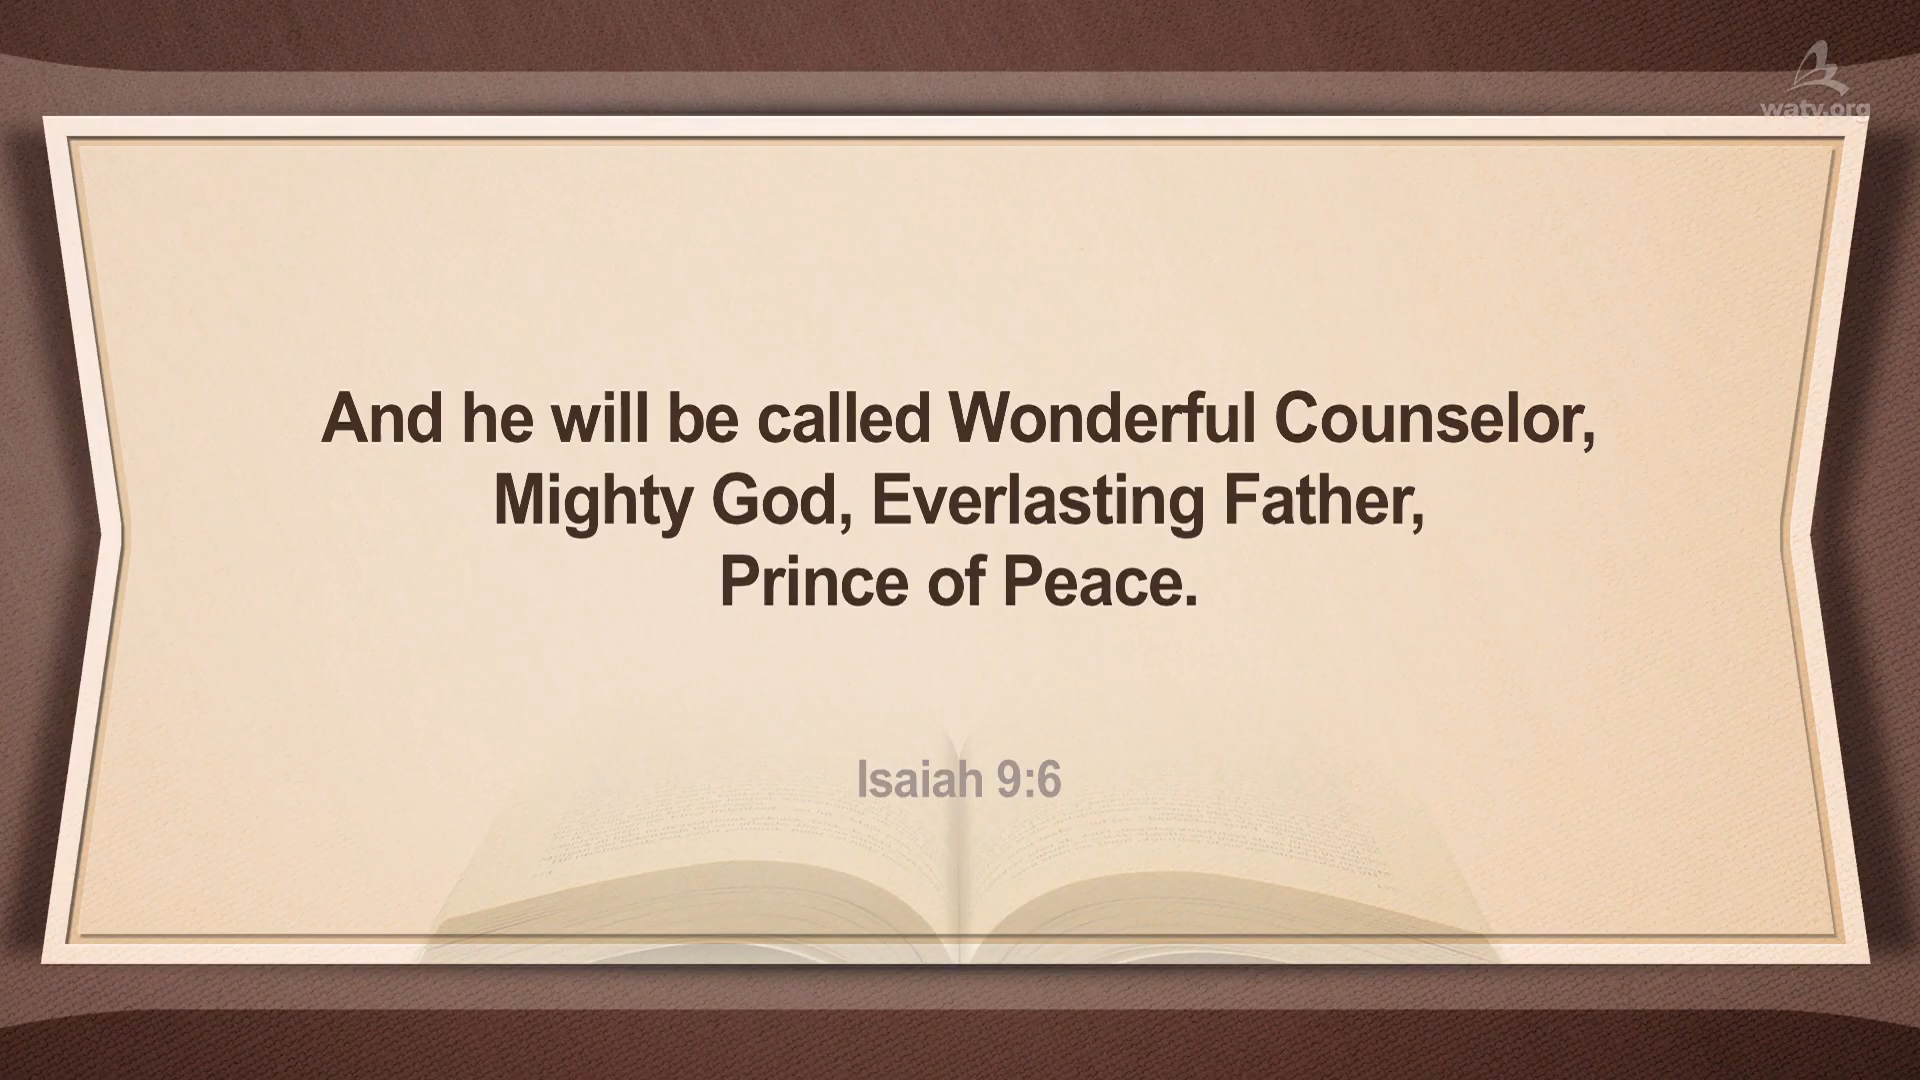 watv.org
And he will be called Wonderful Counselor,
Mighty God, Everlasting Father,
Prince of Peace.
Isaiah 9:6